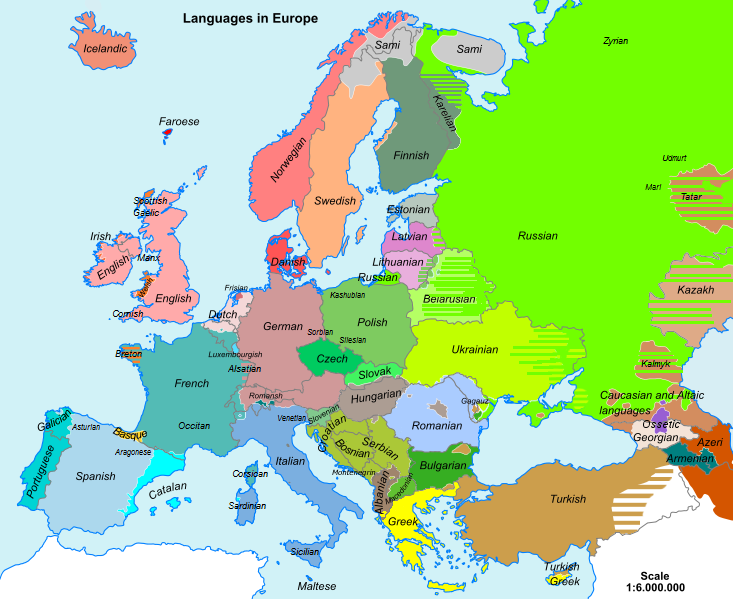 Languages in Europe
Icelandic
Sami
Sami
Zyrian
Faroese
Norwegian
Karelian
Finnish
Swedish
Udmurt
Mari
Tatar
Scottish
Gaelic
Estonian
Irish
English
Manx
Latvian
Russian
Danish
Lithuanian
Russian
Welsh
English
Frisian
Kashubian
Belarusian
Kazakh
Cornish
Dutch
German
Sorbian
Polish
Silesian
Ukrainian
Breton
Luxembourgish
Alsatian
Czech
Slovak
Kalmyk
French
Romansh
Hungarian
Gagauz
Caucasian and Altaic
languages
Galician
Asturian
Basque
Occitan
Venetian
Slovenian
Croatian
Romanian
Ossetic
Georgian
Azeri
Aragonese
Bosnian
Serbian
Armenian
Portuguese
Spanish
Catalan
Corsican
Italian
Montenegrin
Albanian
Macedonian
Bulgarian
Sardinian
Greek
Turkish
Sicilian
Maltese
Turkish
Greek
Scale
1:6.000.000